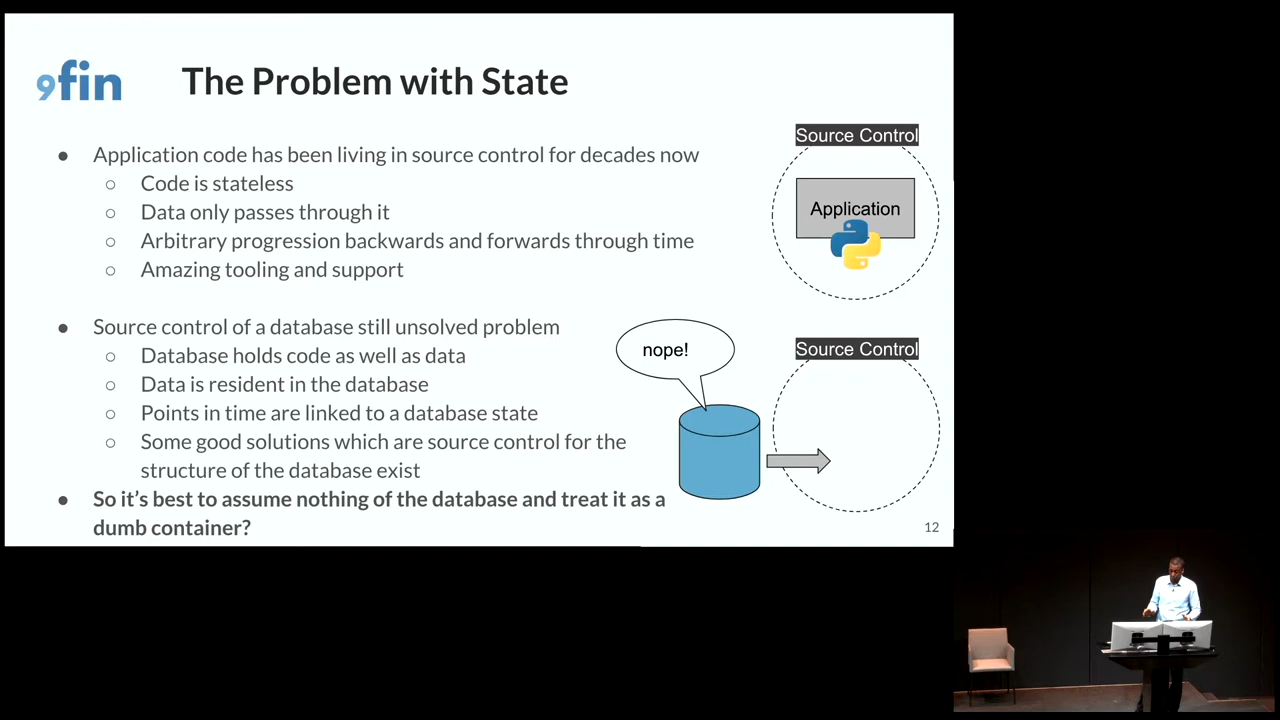 9fin
The Problem with State
Application code has been living in source control for decades now
Code is stateless
Data only passes through it
Arbitrary progression backwards and forwards through time
Amazing tooling and support
Source Control
Application
Source control of a database still unsolved problem
Database holds code as well as data
Data is resident in the database
Points in time are linked to a database state
Some good solutions which are source control for the
structure of the database exist
So it's best to assume nothing of the database and treat it as a
dumb container?
nope!
Source Control
12